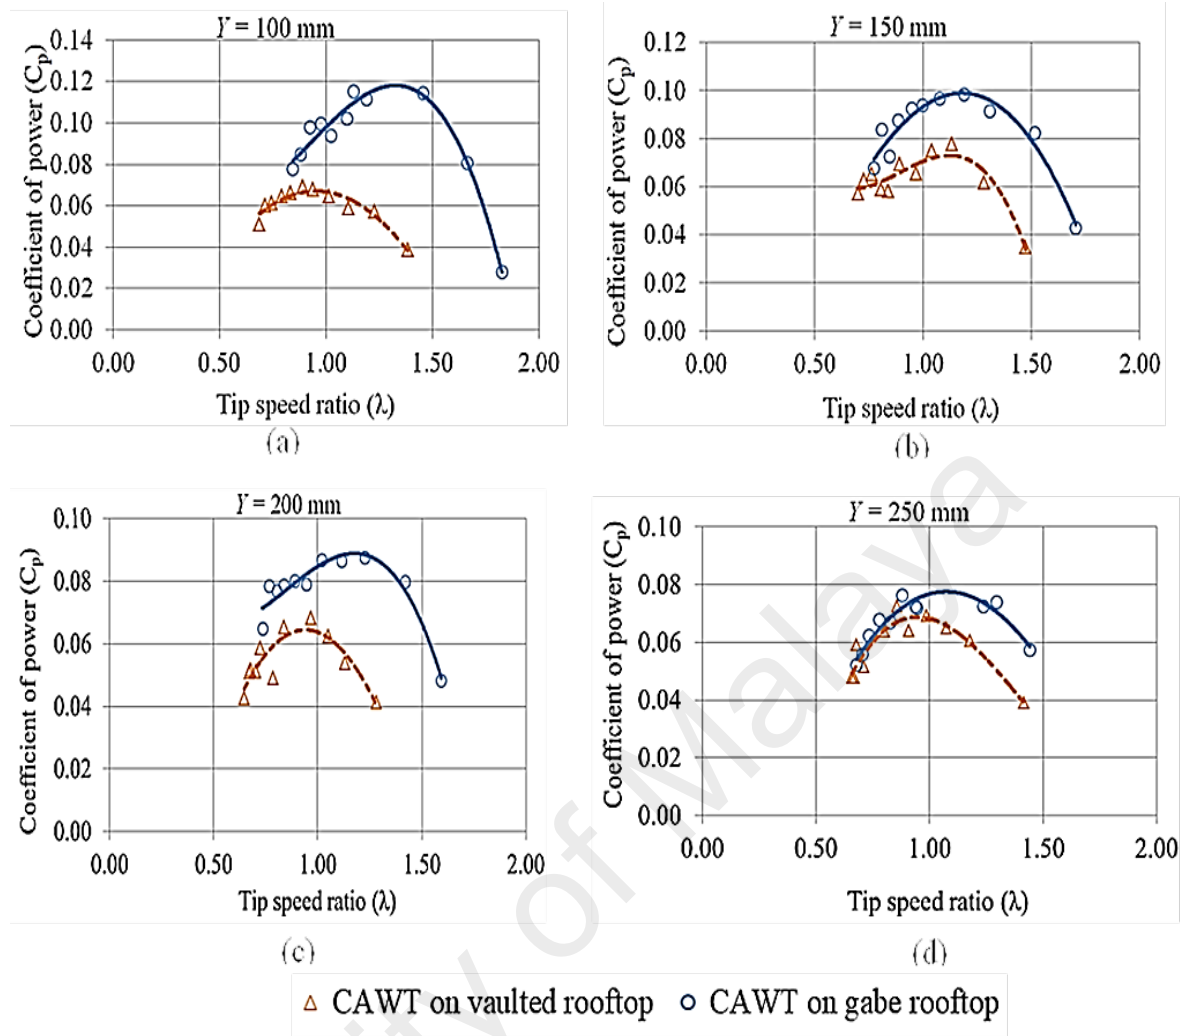 Y = 100 mm
Coefficient of power (Cp)
0.14
0.12
0.10
0.08
0.06
0.04
0.02
0.00
0.00 0.50 1.00 1.50 2.00
Tip speed ratio (λ)
(a)
Y = 150 mm
Coefficient of power (Cp)
0.12
0.10
0.08
0.06
0.04
0.02
0.00
0.00 0.50 1.00 1.50 2.00
Tip speed ratio (λ)
(b)
Y = 200 mm
Coefficient of power (Cp)
0.10
0.08
0.06
0.04
0.02
0.00
0.00 0.50 1.00 1.50 2.00
Tip speed ratio (λ)
(c)
Y = 250 mm
Coefficient of power (Cp)
0.10
0.08
0.06
0.04
0.02
0.00
0.00 0.50 1.00 1.50 2.00
Tip speed ratio (λ)
(d)
CAWT on vaulted rooftop CAWT on gabe rooftop
of Malaya